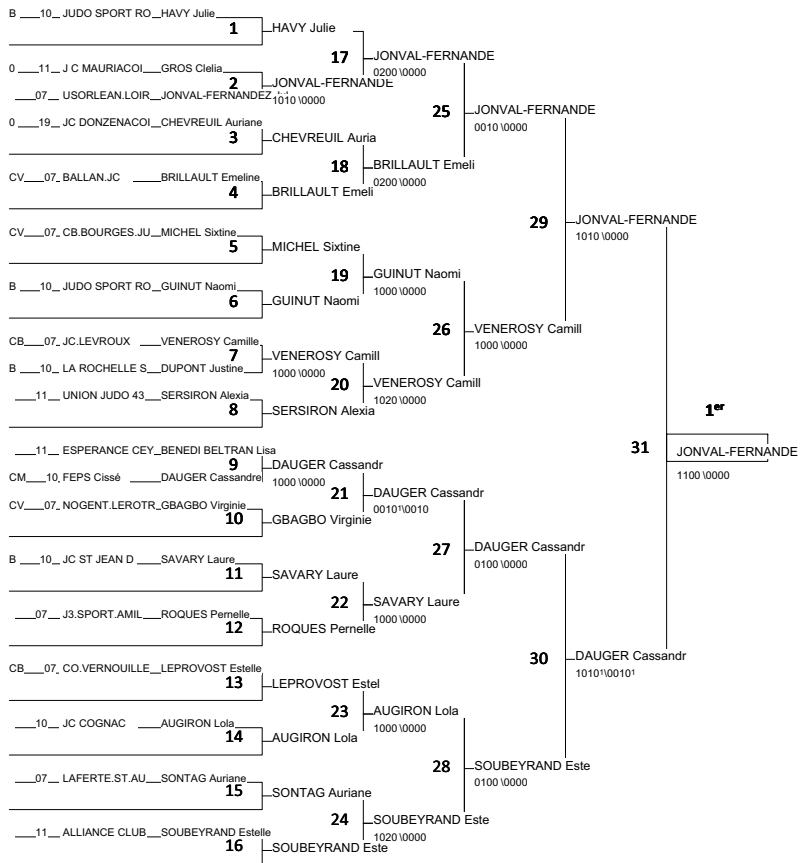 B 10 JUDO SPORT RO HAVY Julie
1 HAVY Julie
17 JONVAL-FERNANDE
0200 \0000
0 11 J C MAURIACOI GROS Clelia
2 JONVAL-FERNANDE
1010 \0000
07 USORLEAN.LOIR JONVAL-FERNANDEZ
25 JONVAL-FERNANDE
0010 \0000
0 19 JC DONZENACOI CHEVREUIL Auriane
3 CHEVREUIL Auria
18 BRILLAULT Emeli
0200 \0000
CV 07 BALLAN.JC BRILLAULT Emeline
4 BRILLAULT Emeli
29 JONVAL-FERNANDE
1010 \0000
CV 07 CB.BOURGES.JU MICHEL Sixtine
5 MICHEL Sixtine
19 GUINUT Naomi
1000 \0000
B 10 JUDO SPORT RO GUINUT Naomi
6 GUINUT Naomi
26 VENEROSY Camill
1000 \0000
CB 07 JC.LEVROUX VENEROSY Camille
7 VENEROSY Camill
1000 \0000
B 10 LA ROCHELLE S DUPONT Justine
20 VENEROSY Camill
1020 \0000
11 UNION JUDO 43 SERSIRON Alexia
8 SERSIRON Alexia
1er
31 JONVAL-FERNANDE
1100 \0000
11 ESPERANCE CEY BENEDI BELTRAN Lisa
9 DAUGER Cassandr
1000 \0000
CM 10 FEPS Cissé DAUGER Cassandre
21 DAUGER Cassandr
0010¹\0010
CV 07 NOGENT.LEROTR GBAGBO Virginie
10 GBAGBO Virginie
27 DAUGER Cassandr
0100 \0000
B 10 JC ST JEAN D SAVARY Laure
11 SAVARY Laure
22 SAVARY Laure
1000 \0000
07 J3.SPORT.AMIL ROQUES Pernelle
12 ROQUES Pernelle
30 DAUGER Cassandr
1010¹\0010¹
CB 07 CO.VERNOUILLE LEPROVOST Estelle
13 LEPROVOST Estel
23 AUGIRON Lola
1000 \0000
10 JC COGNAC AUGIRON Lola
14 AUGIRON Lola
28 SOUBEYRAND Este
0100 \0000
07 LAFERTE.ST.AU SONTAG Auriane
15 SONTAG Auriane
24 SOUBEYRAND Este
1020 \0000
11 ALLIANCE CLUB SOUBEYRAND Estelle
16 SOUBEYRAND Este